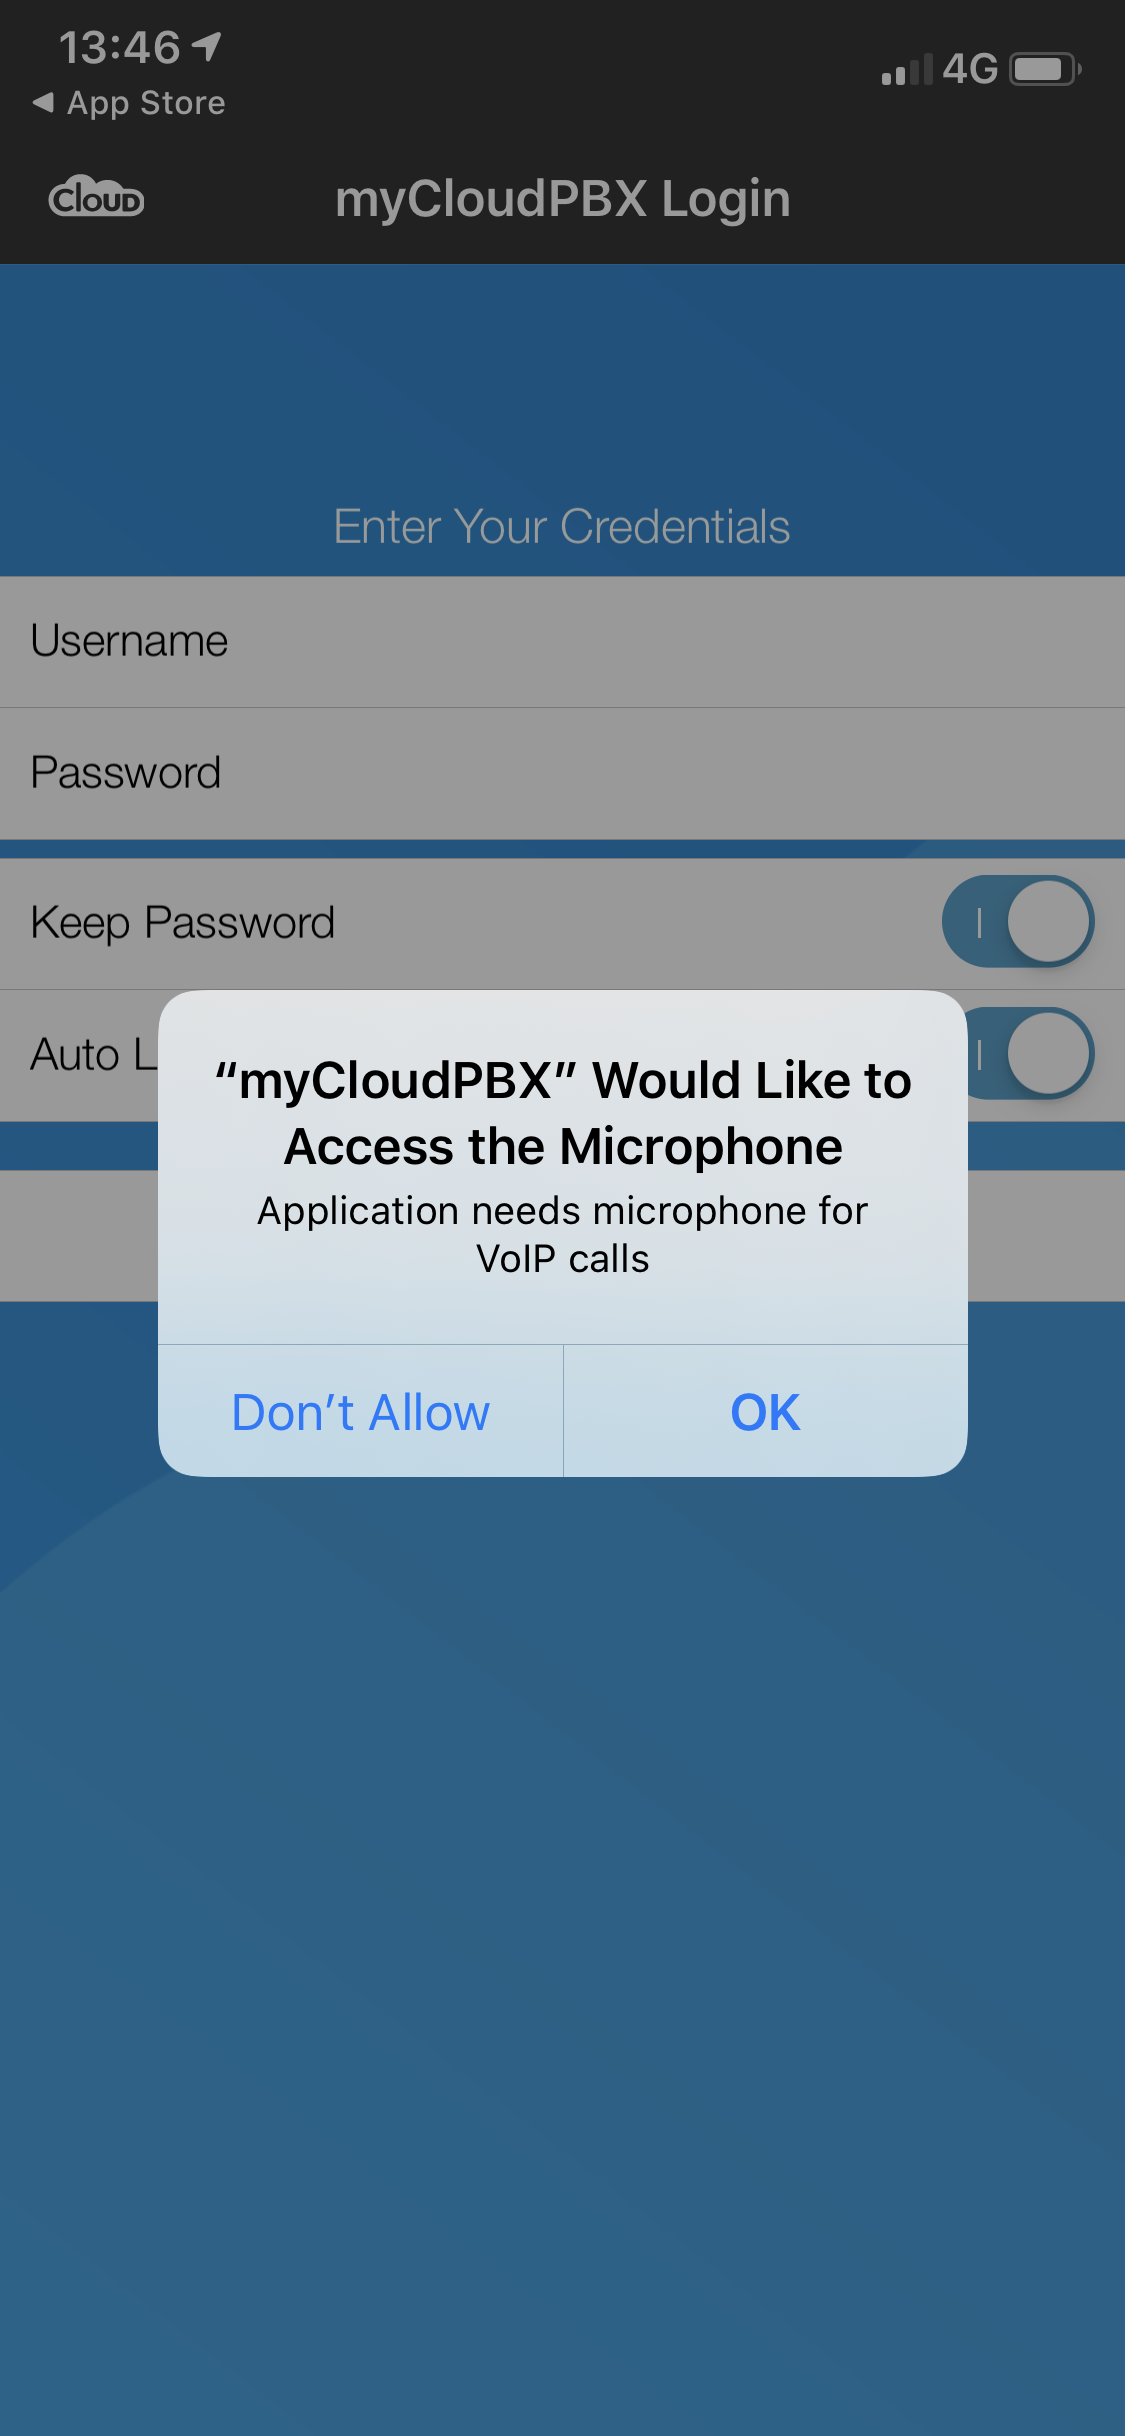 13:46
4G
◀ App Store
CLOUD
myCloudPBX Login
Enter Your Credentials
Username
Password
Keep Password
Auto L
“myCloudPBX” Would Like to
Access the Microphone
Application needs microphone for
VoIP calls
Don’t Allow
OK